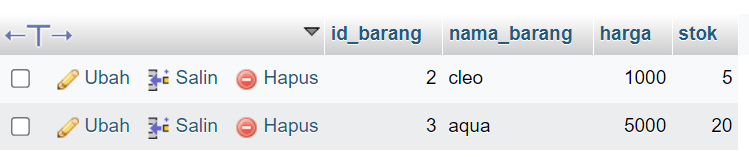 ←T→ id_barang nama_barang harga stok
Ubah Salin Hapus 2 cleo 1000 5
Ubah Salin Hapus 3 aqua 5000 20